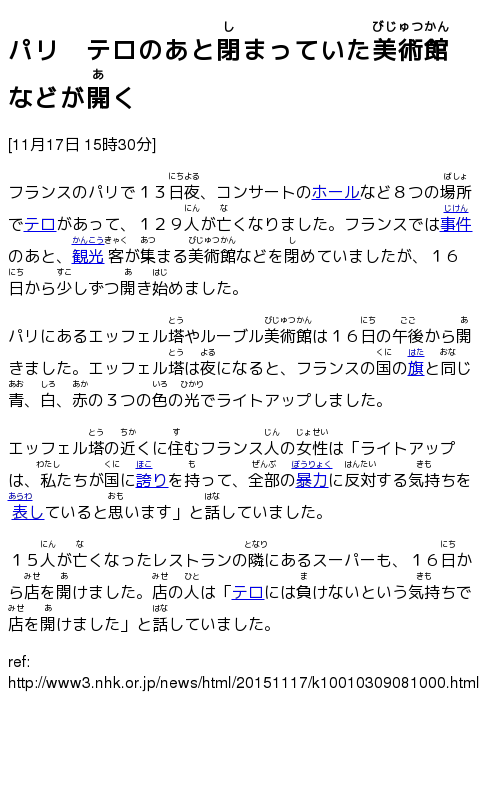 パリ　テロのあと閉まっていた美術館
などが開く
[11月17日 15時30分]
フランスのパリで１３日夜、コンサートのホールなど８つの場所
でテロがあって、１２９人が亡くなりました。フランスでは事件
のあと、観光客が集まる美術館などを閉めていましたが、１６
日から少しずつ開き始めました。
パリにあるエッフェル塔やルーブル美術館は１６日の午後から開
きました。エッフェル塔は夜になると、フランスの国の旗と同じ
青、白、赤の３つの色の光でライトアップしました。
エッフェル塔の近くに住むフランス人の女性は「ライトアップ
は、私たちが国に誇りを持って、全部の暴力に反対する気持ちを
表していると思います」と話していました。
１５人が亡くなったレストランの隣にあるスーパーも、１６日か
ら店を開けました。店の人は「テロには負けないという気持ちで
店を開けました」と話していました。
ref:
http://www3.nhk.or.jp/news/html/20151117/k10010309081000.html